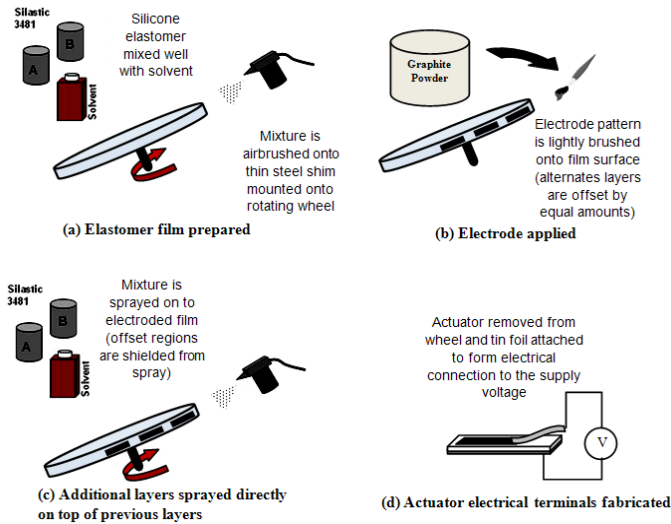 Silastic
3481
A
B
Solvent
Silicone
elastomer
mixed well
with solvent
Mixture is
airbrushed onto
thin steel shim
mounted onto
rotating wheel
(a) Elastomer film prepared
Graphite
Powder
Electrode pattern
is lightly brushed
onto film surface
(alternates layers
are offset by
equal amounts)
(b) Electrode applied
Silastic
3481
A
B
Solvent
Mixture is
sprayed on to
electroded film
(offset regions
are shielded from
spray)
(c) Additional layers sprayed directly
on top of previous layers
Actuator removed from
wheel and tin foil attached
to form electrical
connection to the supply
voltage
V
(d) Actuator electrical terminals fabricated